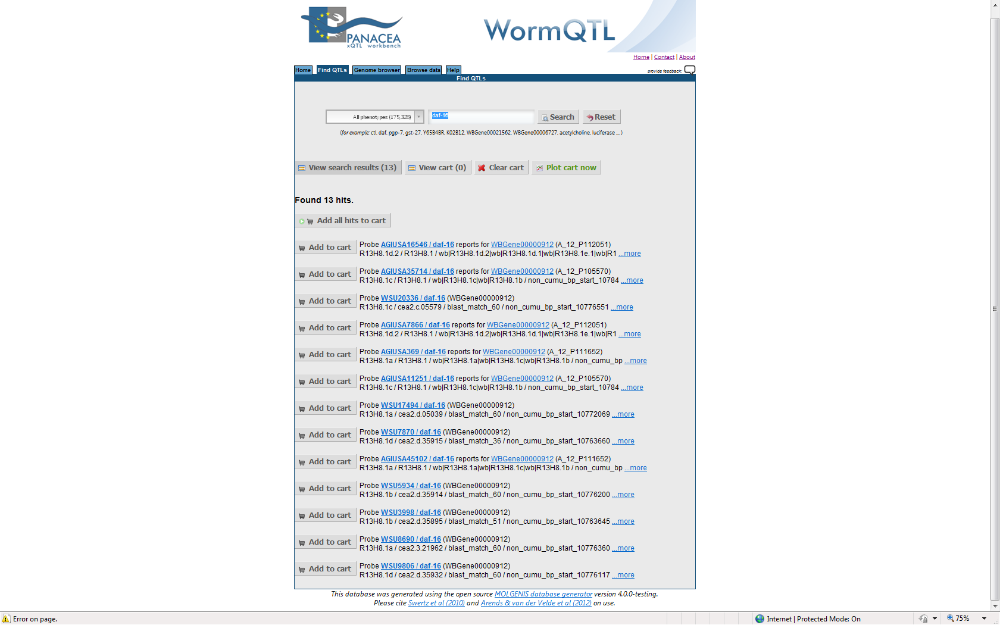 PANACEA
xQTL workbench
WormQTL
Home | Contact | About
Home Find QTLs Genome browser Browse data Help provide feedback:
Find QTLs
All phenotypes (175,328) daf-16 Search Reset
(for example: ctl, daf, pgp-7, gst-27, Y65B4BR, K02B12, WBGene00021562, WBGene00006727, acetylcholine, luciferase ... )
View search results (13) View cart (0) Clear cart Plot cart now
Found 13 hits.
Add all hits to cart
Add to cart Probe AGIUSA16546 / daf-16 reports for WBGene00000912 (A_12_P112051)
R13H8.1d.2 / R13H8.1 / wb|R13H8.1d.2|wb|R13H8.1d.1|wb|R13H8.1e.1|wb|R1 ...more
Add to cart Probe AGIUSA35714 / daf-16 reports for WBGene00000912 (A_12_P105570)
R13H8.1c / R13H8.1 / wb|R13H8.1c|wb|R13H8.1b / non_cumu_bp_start_10784 ...more
Add to cart Probe WSU20336 / daf-16 (WBGene00000912)
R13H8.1c / cea2.c.05579 / blast_match_60 / non_cumu_bp_start_10776551 ...more
Add to cart Probe AGIUSA7866 / daf-16 reports for WBGene00000912 (A_12_P112051)
R13H8.1d.2 / R13H8.1 / wb|R13H8.1d.2|wb|R13H8.1d.1|wb|R13H8.1e.1|wb|R1 ...more
Add to cart Probe AGIUSA369 / daf-16 reports for WBGene00000912 (A_12_P111652)
R13H8.1a / R13H8.1 / wb|R13H8.1a|wb|R13H8.1c|wb|R13H8.1b / non_cumu_bp ...more
Add to cart Probe AGIUSA11251 / daf-16 reports for WBGene00000912 (A_12_P105570)
R13H8.1c / R13H8.1 / wb|R13H8.1c|wb|R13H8.1b / non_cumu_bp_start_10784 ...more
Add to cart Probe WSU17494 / daf-16 (WBGene00000912)
R13H8.1a / cea2.d.05039 / blast_match_60 / non_cumu_bp_start_10772069 ...more
Add to cart Probe WSU7870 / daf-16 (WBGene00000912)
R13H8.1d / cea2.d.35915 / blast_match_36 / non_cumu_bp_start_10763660 ...more
Add to cart Probe AGIUSA45102 / daf-16 reports for WBGene00000912 (A_12_P111652)
R13H8.1a / R13H8.1 / wb|R13H8.1a|wb|R13H8.1c|wb|R13H8.1b / non_cumu_bp ...more
Add to cart Probe WSU5934 / daf-16 (WBGene00000912)
R13H8.1b / cea2.d.35914 / blast_match_60 / non_cumu_bp_start_10776200 ...more
Add to cart Probe WSU3998 / daf-16 (WBGene00000912)
R13H8.1b / cea2.d.35895 / blast_match_51 / non_cumu_bp_start_10763645 ...more
Add to cart Probe WSU8690 / daf-16 (WBGene00000912)
R13H8.1a / cea2.3.21962 / blast_match_60 / non_cumu_bp_start_10776360 ...more
Add to cart Probe WSU9806 / daf-16 (WBGene00000912)
R13H8.1d / cea2.d.35932 / blast_match_60 / non_cumu_bp_start_10776117 ...more
This database was generated using the open source MOLGENIS database generator version 4.0.0-testing.
Please cite Swertz et al (2010) and Arends & van der Velde et al (2012) on use.
Error on page. Internet | Protected Mode: On 75%